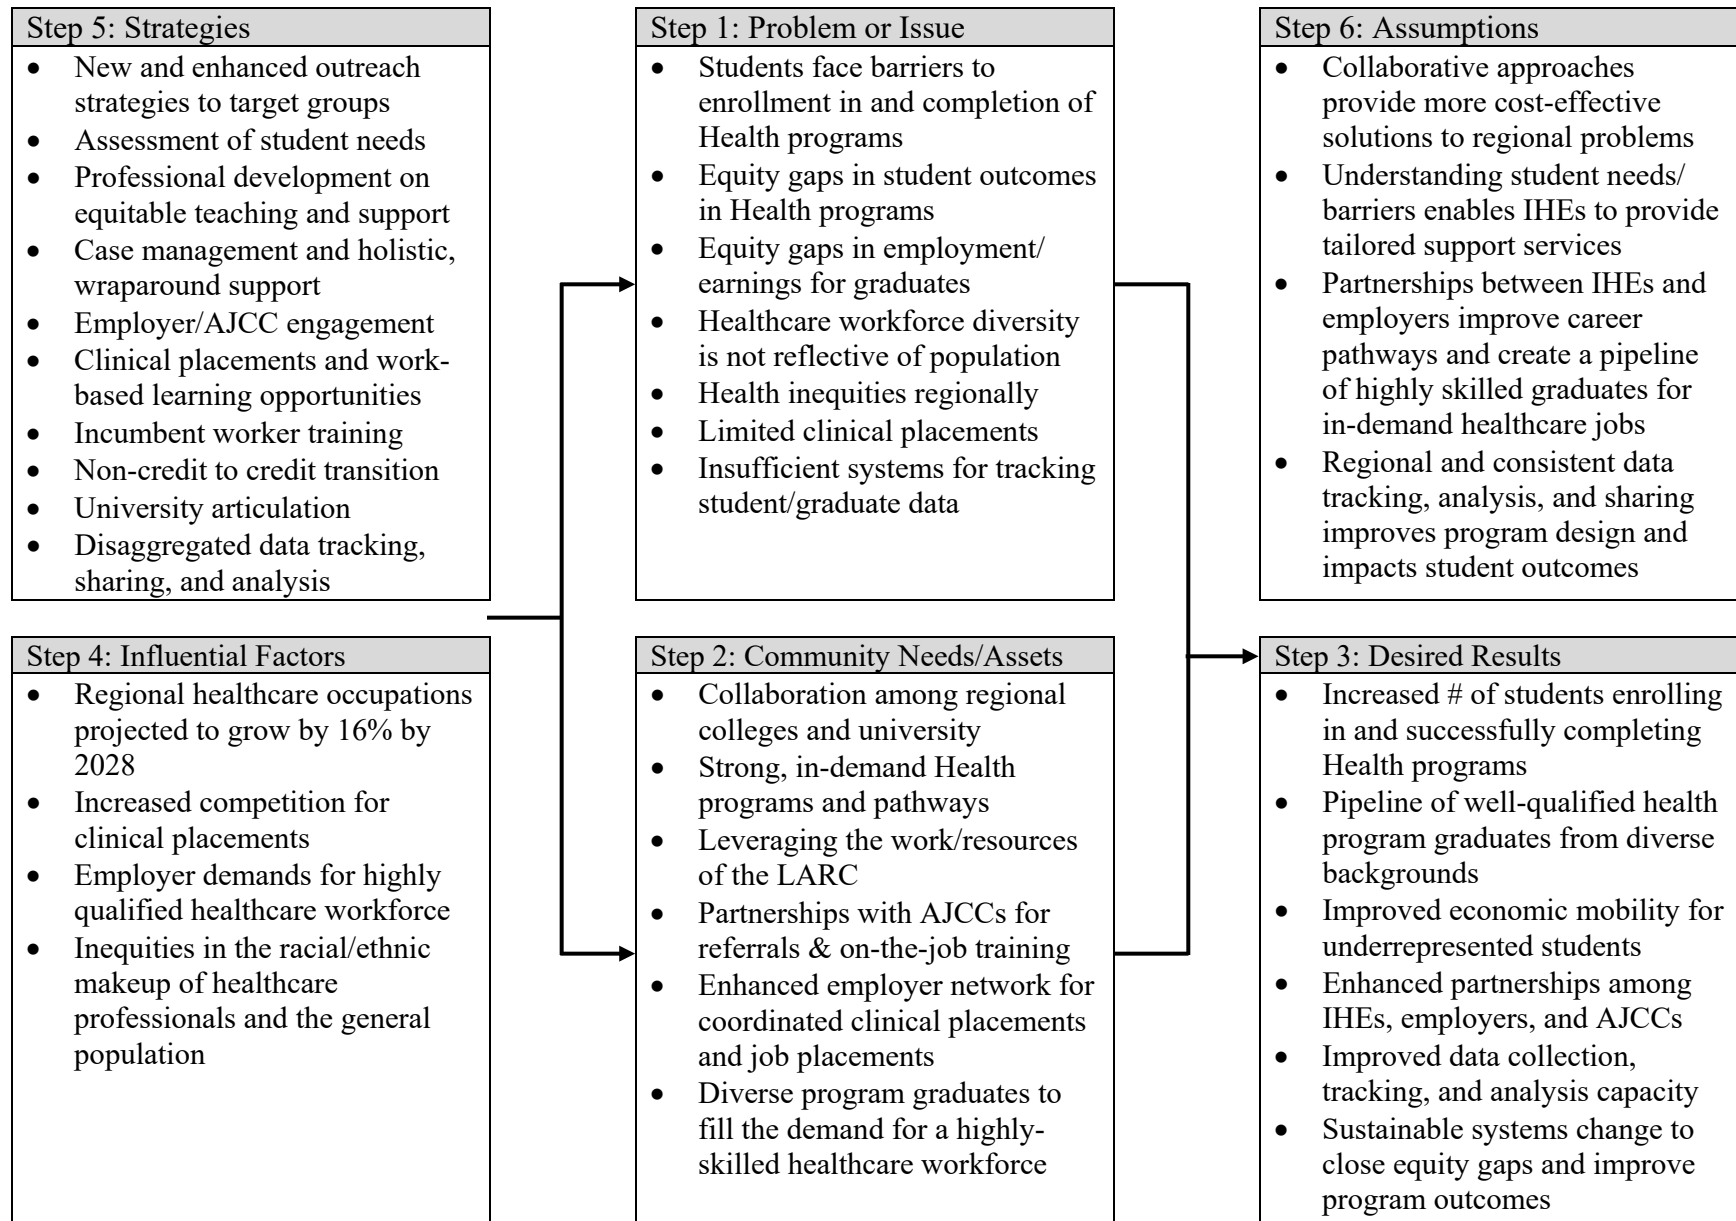 Step 5: Strategies
• New and enhanced outreach
strategies to target groups
• Assessment of student needs
• Professional development on
equitable teaching and support
• Case management and holistic,
wraparound support
• Employer/AJCC engagement
• Clinical placements and work-
based learning opportunities
• Incumbent worker training
• Non-credit to credit transition
• University articulation
• Disaggregated data tracking,
sharing, and analysis
Step 4: Influential Factors
• Regional healthcare occupations
projected to grow by 16% by
2028
• Increased competition for
clinical placements
• Employer demands for highly
qualified healthcare workforce
• Inequities in the racial/ethnic
makeup of healthcare
professionals and the general
population
Step 1: Problem or Issue
• Students face barriers to
enrollment in and completion of
Health programs
• Equity gaps in student outcomes
in Health programs
• Equity gaps in employment/
earnings for graduates
• Healthcare workforce diversity
is not reflective of population
• Health inequities regionally
• Limited clinical placements
• Insufficient systems for tracking
student/graduate data
Step 2: Community Needs/Assets
• Collaboration among regional
colleges and university
• Strong, in-demand Health
programs and pathways
• Leveraging the work/resources
of the LARC
• Partnerships with AJCCs for
referrals & on-the-job training
• Enhanced employer network for
coordinated clinical placements
and job placements
• Diverse program graduates to
fill the demand for a highly-
skilled healthcare workforce
Step 6: Assumptions
• Collaborative approaches
provide more cost-effective
solutions to regional problems
• Understanding student needs/
barriers enables IHEs to provide
tailored support services
• Partnerships between IHEs and
employers improve career
pathways and create a pipeline
of highly skilled graduates for
in-demand healthcare jobs
• Regional and consistent data
tracking, analysis, and sharing
improves program design and
impacts student outcomes
Step 3: Desired Results
• Increased # of students enrolling
in and successfully completing
Health programs
• Pipeline of well-qualified health
program graduates from diverse
backgrounds
• Improved economic mobility for
underrepresented students
• Enhanced partnerships among
IHEs, employers, and AJCCs
• Improved data collection,
tracking, and analysis capacity
• Sustainable systems change to
close equity gaps and improve
program outcomes